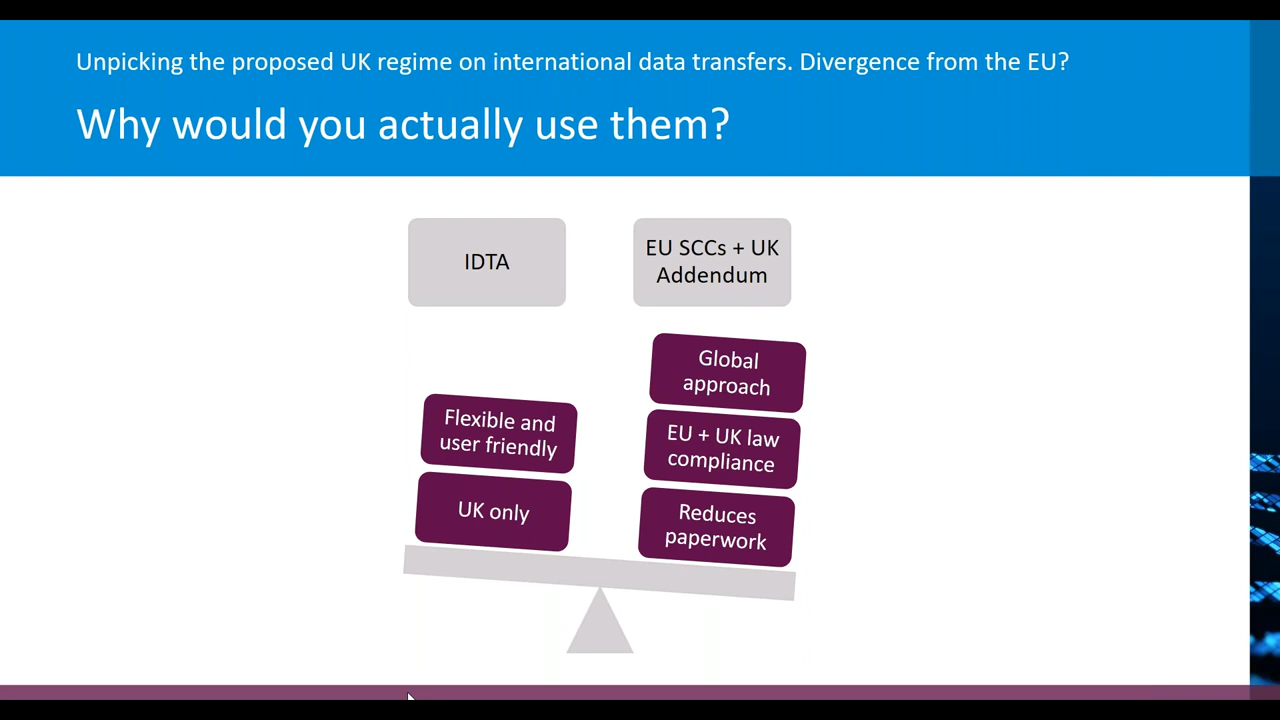 Unpicking the proposed UK regime on international data transfers. Divergence from the EU?
Why would you actually use them?
IDTA
EU SCCs + UK
Addendum
Flexible and
user friendly
UK only
Global
approach
EU + UK law
compliance
Reduces
paperwork